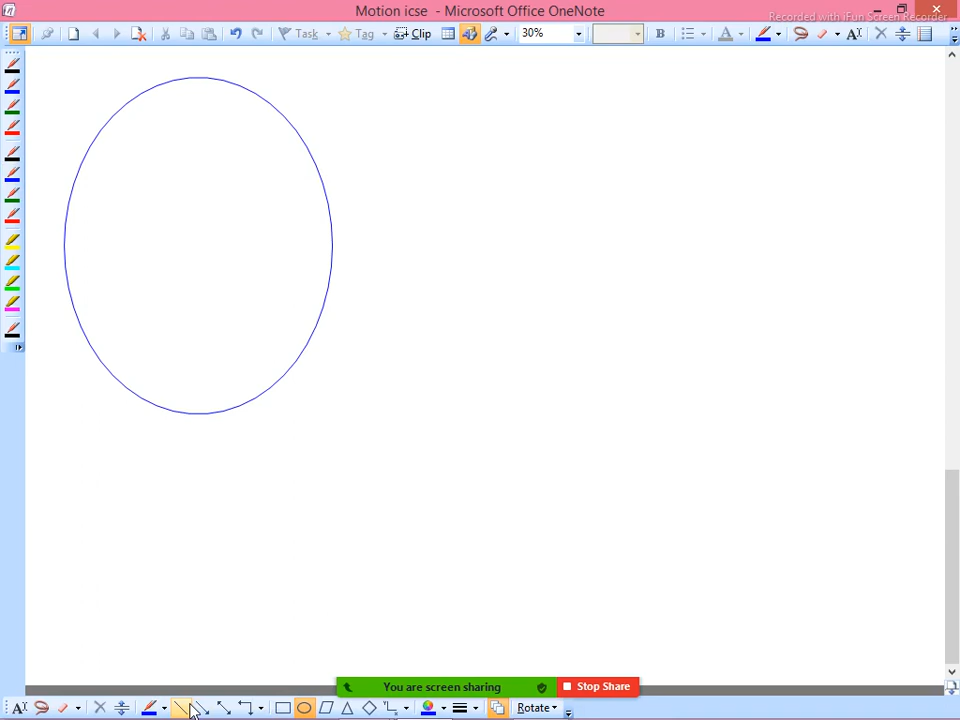 Motion icse - Microsoft Office OneNote
Recorded with iFun Screen Recorder
Task Tag Clip 30% B A A
You are screen sharing Stop Share
A Rotate